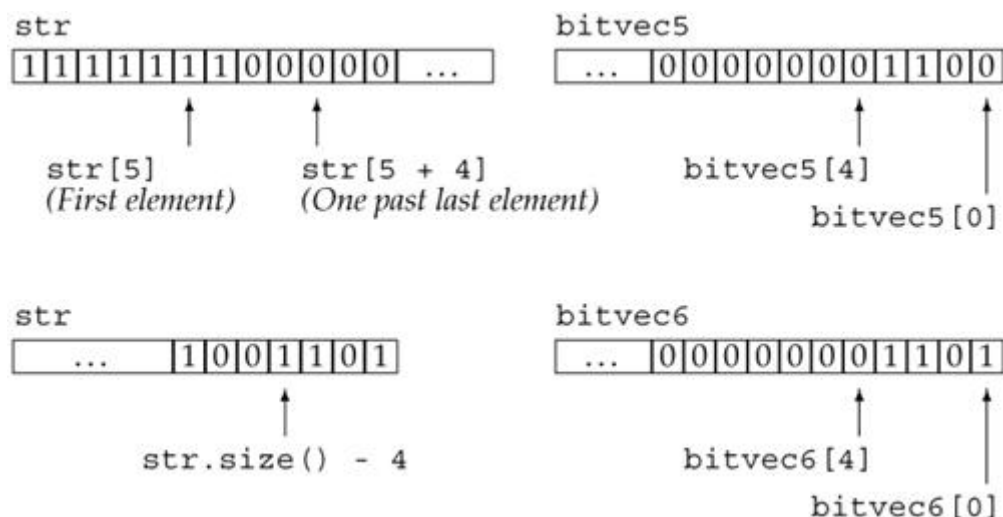 str bitvec5
1 1 1 1 1 1 1 0 0 0 0 0 ... ... 0 0 0 0 0 0 0 1 1 0 0
str[5] str[5 + 4] bitvec5[4]
(First element) (One past last element)
bitvec5[0]
str bitvec6
... 1 0 0 1 1 0 1 ... 0 0 0 0 0 0 0 1 1 0 1
str.size() - 4 bitvec6[4]
bitvec6[0]